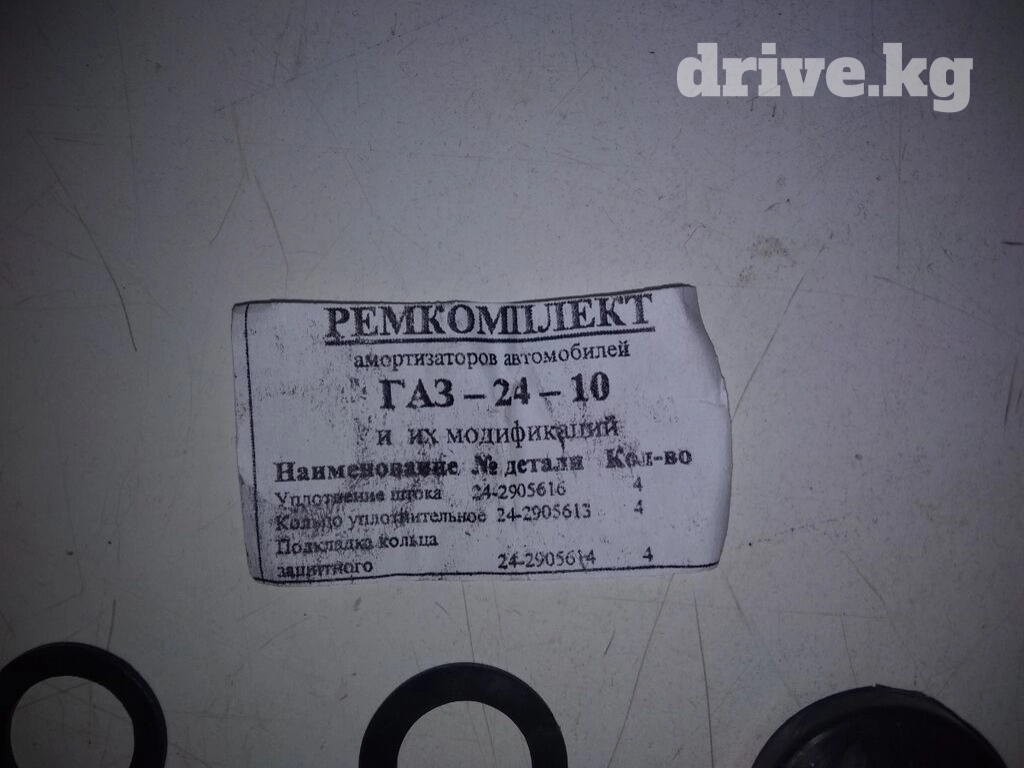 drive.kg
РЕМКОМПЛЕКТ
амортизаторов автомобилей
ГАЗ – 24 – 10
и их модификаций
Наименование № детали Кол-во
Уплотнение штока 24-2905616 4
Кольцо уплотнительное 24-2905613 4
Подкладка кольца
защитного 24-2905614 4